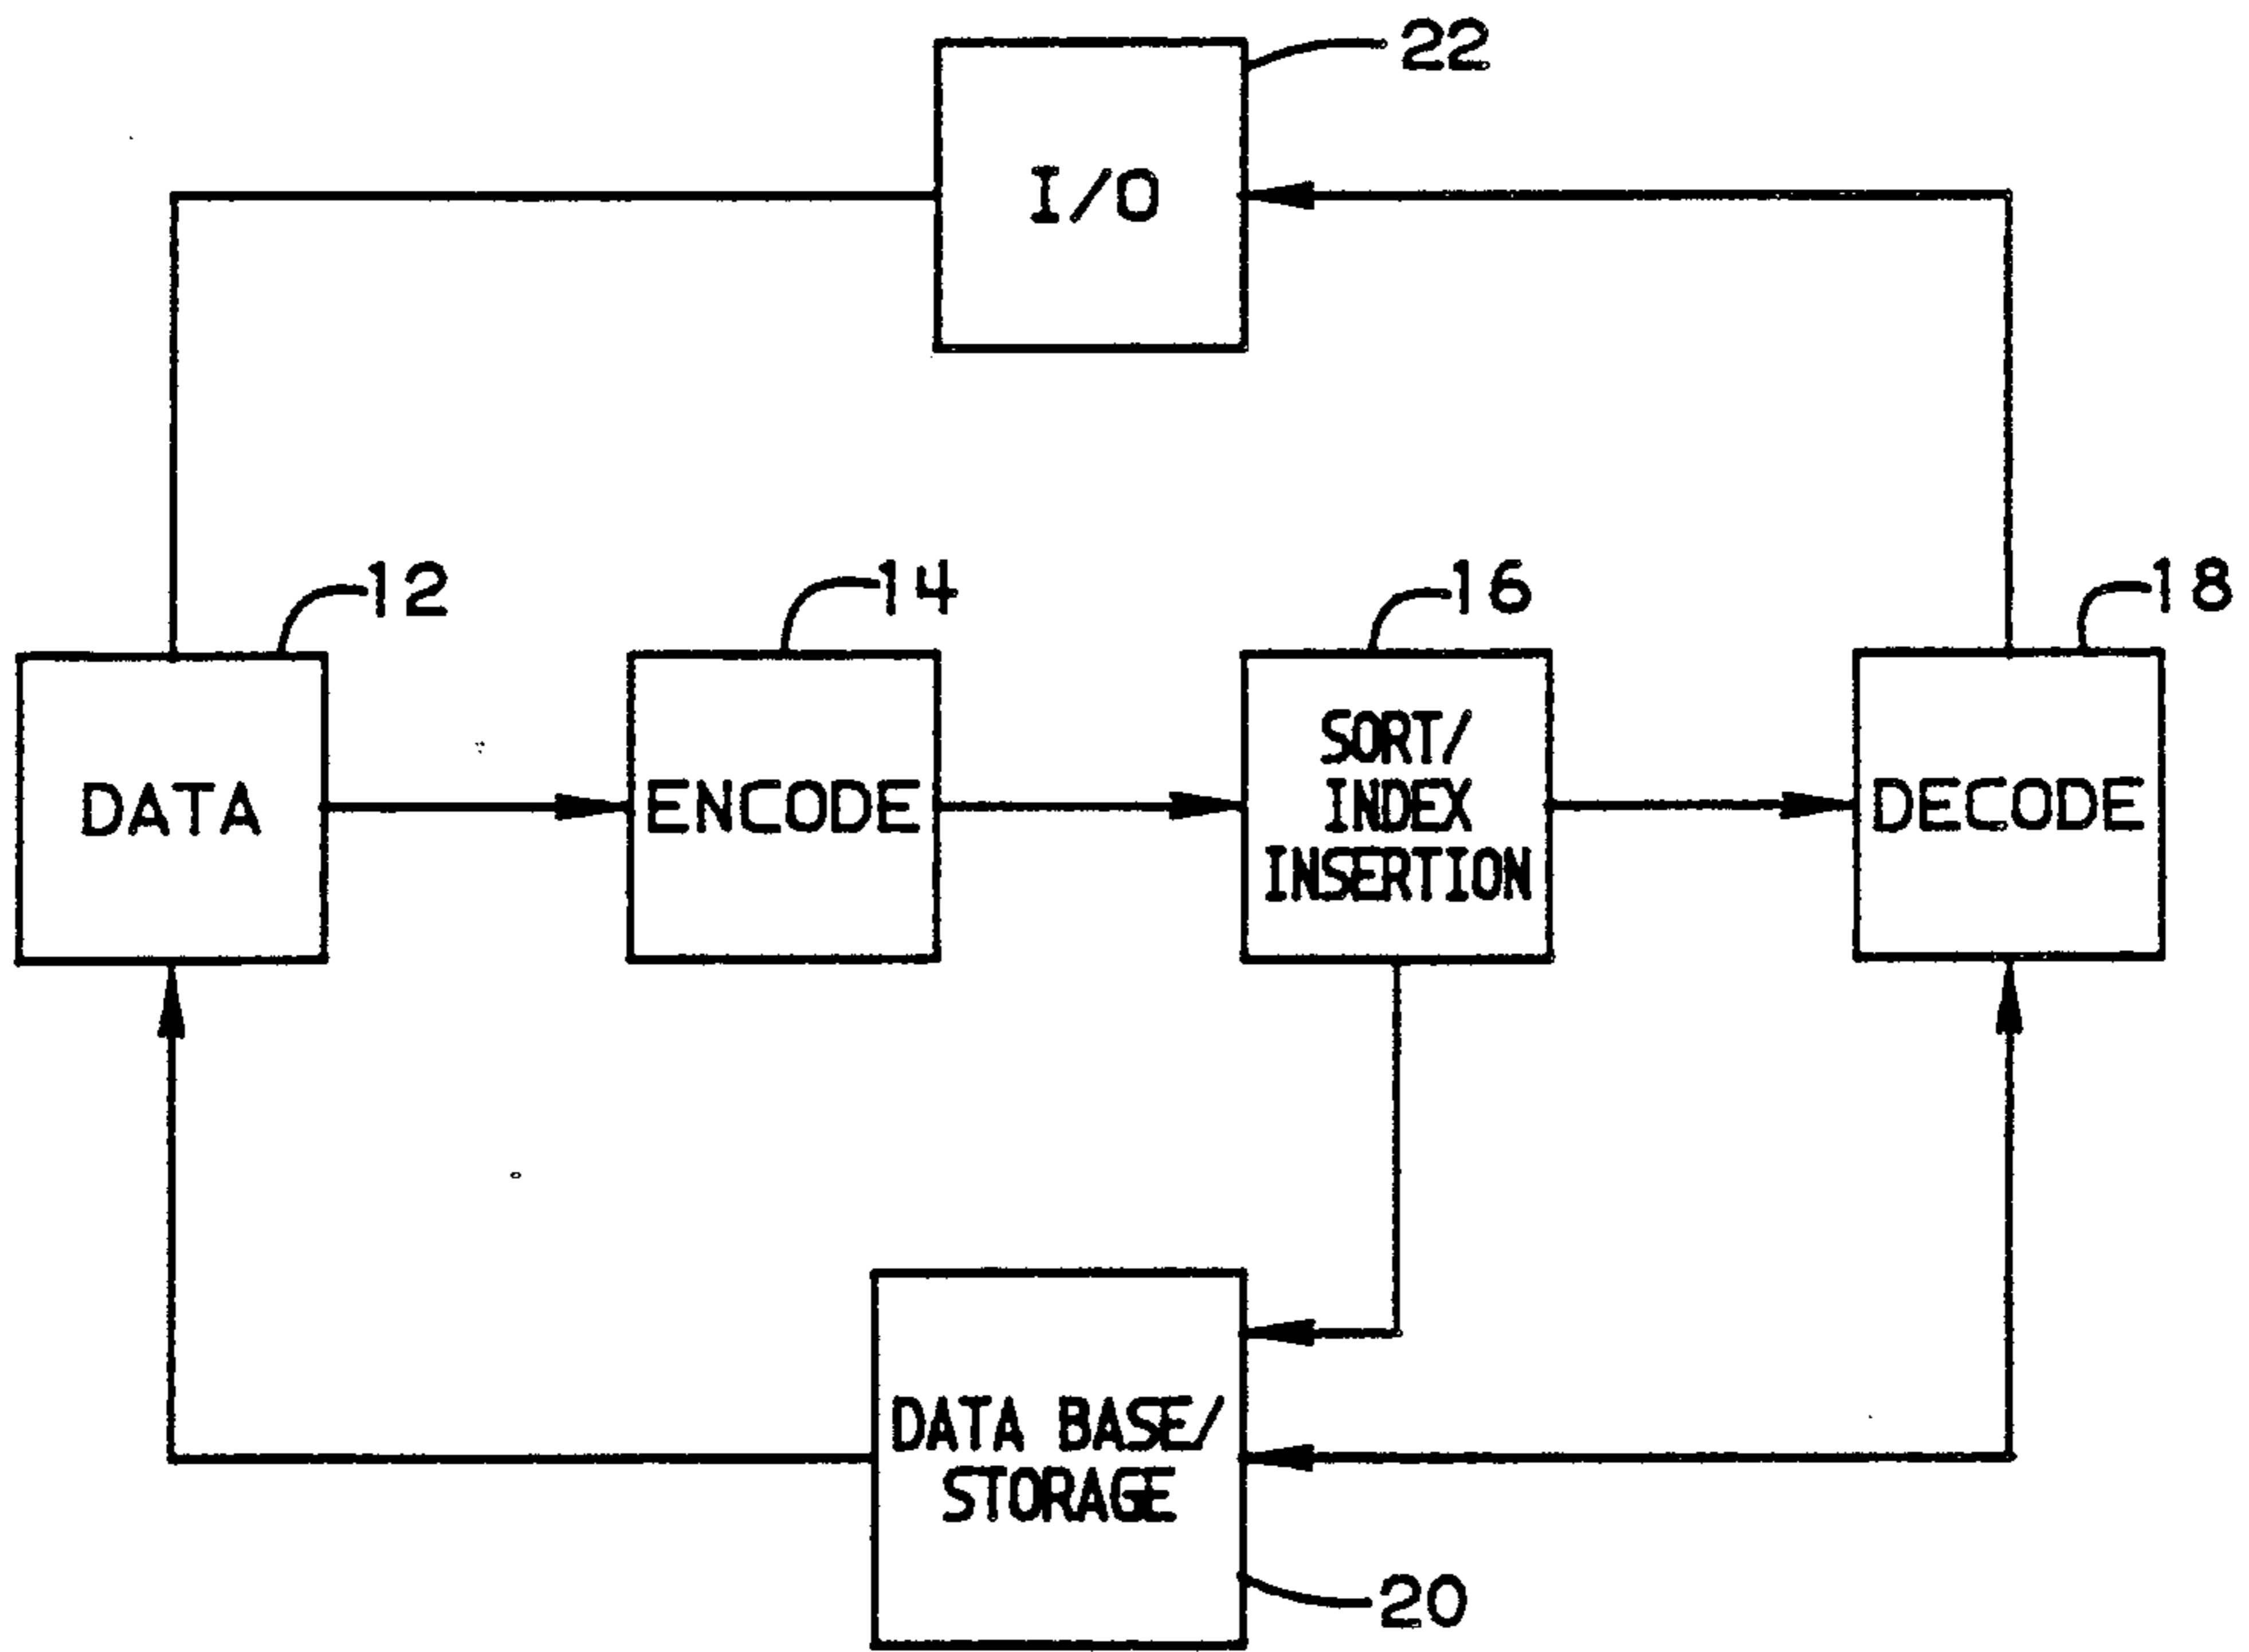 22
I/O
12
14
16
18
DATA
ENCODE
SORT/
INDEX
INSERTION
DECODE
DATA BASE/
STORAGE
20